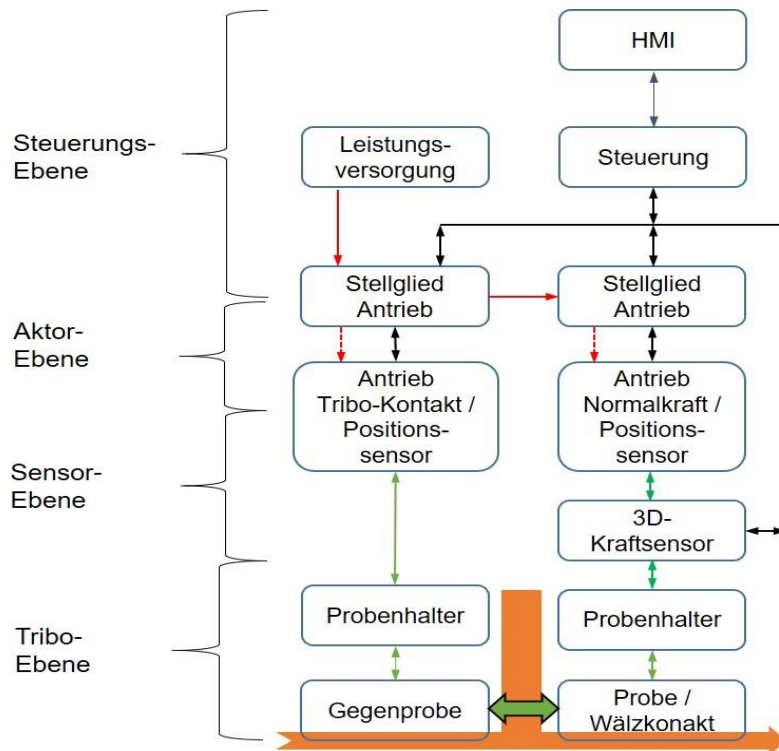 HMI
Steuerungs-
Ebene
Leistungs-
versorgung
Steuerung
Stellglied
Antrieb
Stellglied
Antrieb
Aktor-
Ebene
Antrieb
Tribo-Kontakt /
Positions-
sensor
Antrieb
Normalkraft /
Positions-
sensor
Sensor-
Ebene
3D-
Kraftsensor
Tribo-
Ebene
Probenhalter
Probenhalter
Gegenprobe
Probe /
Wälzkonakt